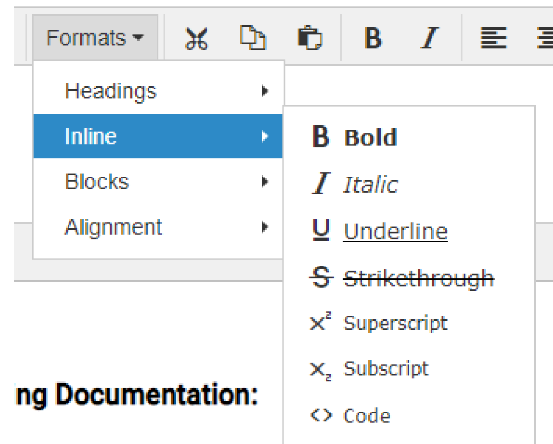 Formats
B I
Headings
Inline
Blocks
Alignment
B Bold
I Italic
U Underline
S Strikethrough
x² Superscript
x₂ Subscript
<> Code
ng Documentation: